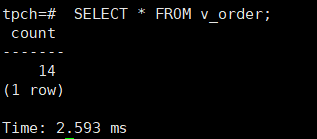 tpch=#  SELECT * FROM v_order;
 count
-------
    14
(1 row)

Time: 2.593 ms